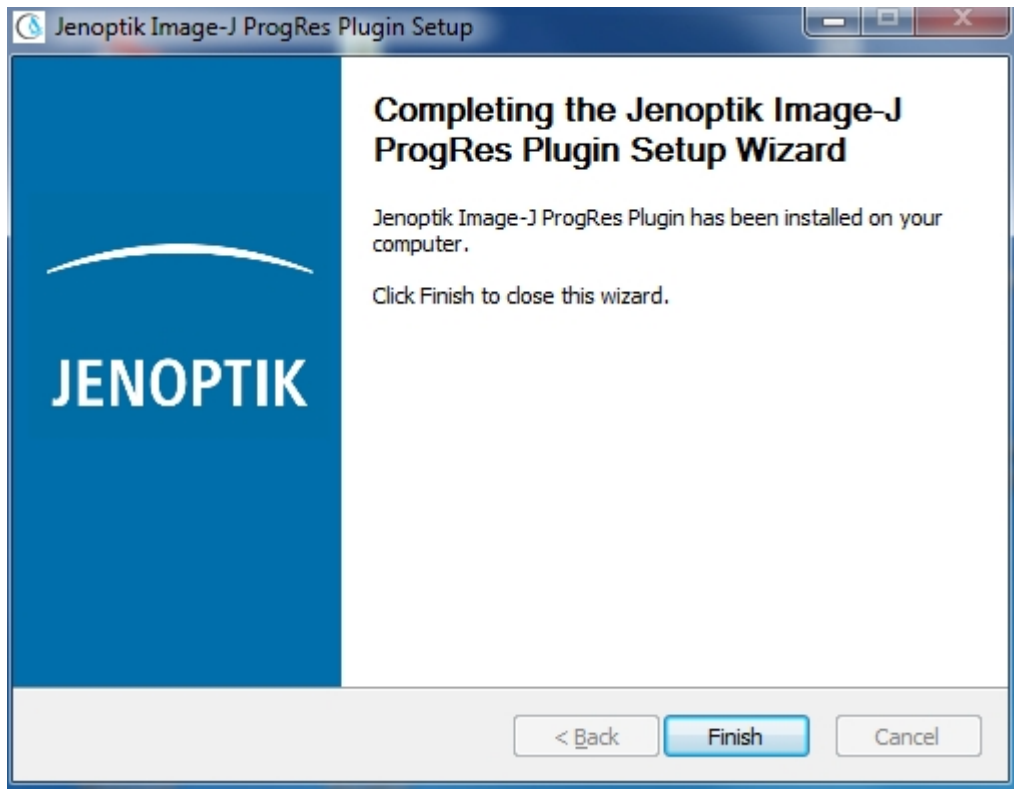 Jenoptik Image-J ProgRes Plugin Setup
Completing the Jenoptik Image-J
ProgRes Plugin Setup Wizard
Jenoptik Image-J ProgRes Plugin has been installed on your
computer.
Click Finish to close this wizard.
JENOPTIK
< Back
Finish
Cancel